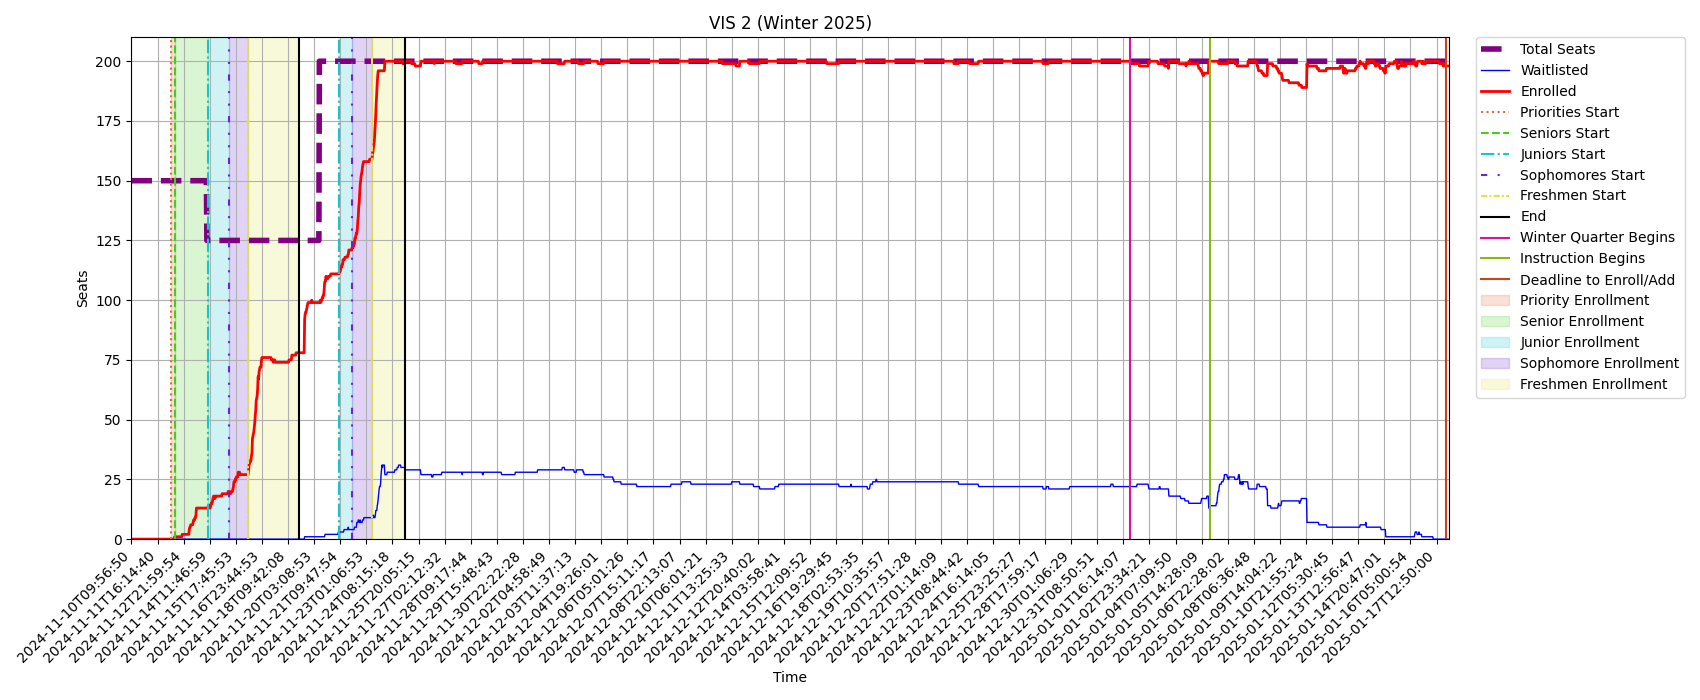 VIS 2 (Winter 2025)
Seats
200
175
150
125
100
75
50
25
0
2024-11-10T09:56:50
2024-11-11T16:14:40
2024-11-12T21:59:54
2024-11-14T11:46:59
2024-11-15T17:45:53
2024-11-16T23:44:53
2024-11-18T09:42:08
2024-11-20T03:08:53
2024-11-21T09:47:54
2024-11-23T01:06:53
2024-11-24T08:15:18
2024-11-25T20:05:15
2024-11-27T02:12:32
2024-11-28T09:17:44
2024-11-29T15:48:43
2024-11-30T22:22:28
2024-12-02T04:58:49
2024-12-03T11:37:13
2024-12-04T19:26:01
2024-12-06T05:01:26
2024-12-07T15:11:17
2024-12-08T22:13:07
2024-12-10T06:01:21
2024-12-11T13:25:33
2024-12-12T20:40:02
2024-12-14T03:58:41
2024-12-15T12:09:52
2024-12-16T19:29:45
2024-12-18T02:53:35
2024-12-19T10:35:57
2024-12-20T17:51:28
2024-12-22T01:14:09
2024-12-23T08:44:42
2024-12-24T16:14:05
2024-12-25T23:25:27
2024-12-28T17:59:17
2024-12-30T01:06:29
2024-12-31T08:50:51
2025-01-01T16:14:07
2025-01-02T23:34:21
2025-01-04T07:09:50
2025-01-05T14:28:09
2025-01-06T22:28:02
2025-01-08T06:36:48
2025-01-09T14:04:22
2025-01-10T21:55:24
2025-01-12T05:30:45
2025-01-13T12:56:47
2025-01-14T20:47:01
2025-01-16T05:00:54
2025-01-17T12:50:00
Time
Total Seats
Waitlisted
Enrolled
Priorities Start
Seniors Start
Juniors Start
Sophomores Start
Freshmen Start
End
Winter Quarter Begins
Instruction Begins
Deadline to Enroll/Add
Priority Enrollment
Senior Enrollment
Junior Enrollment
Sophomore Enrollment
Freshmen Enrollment